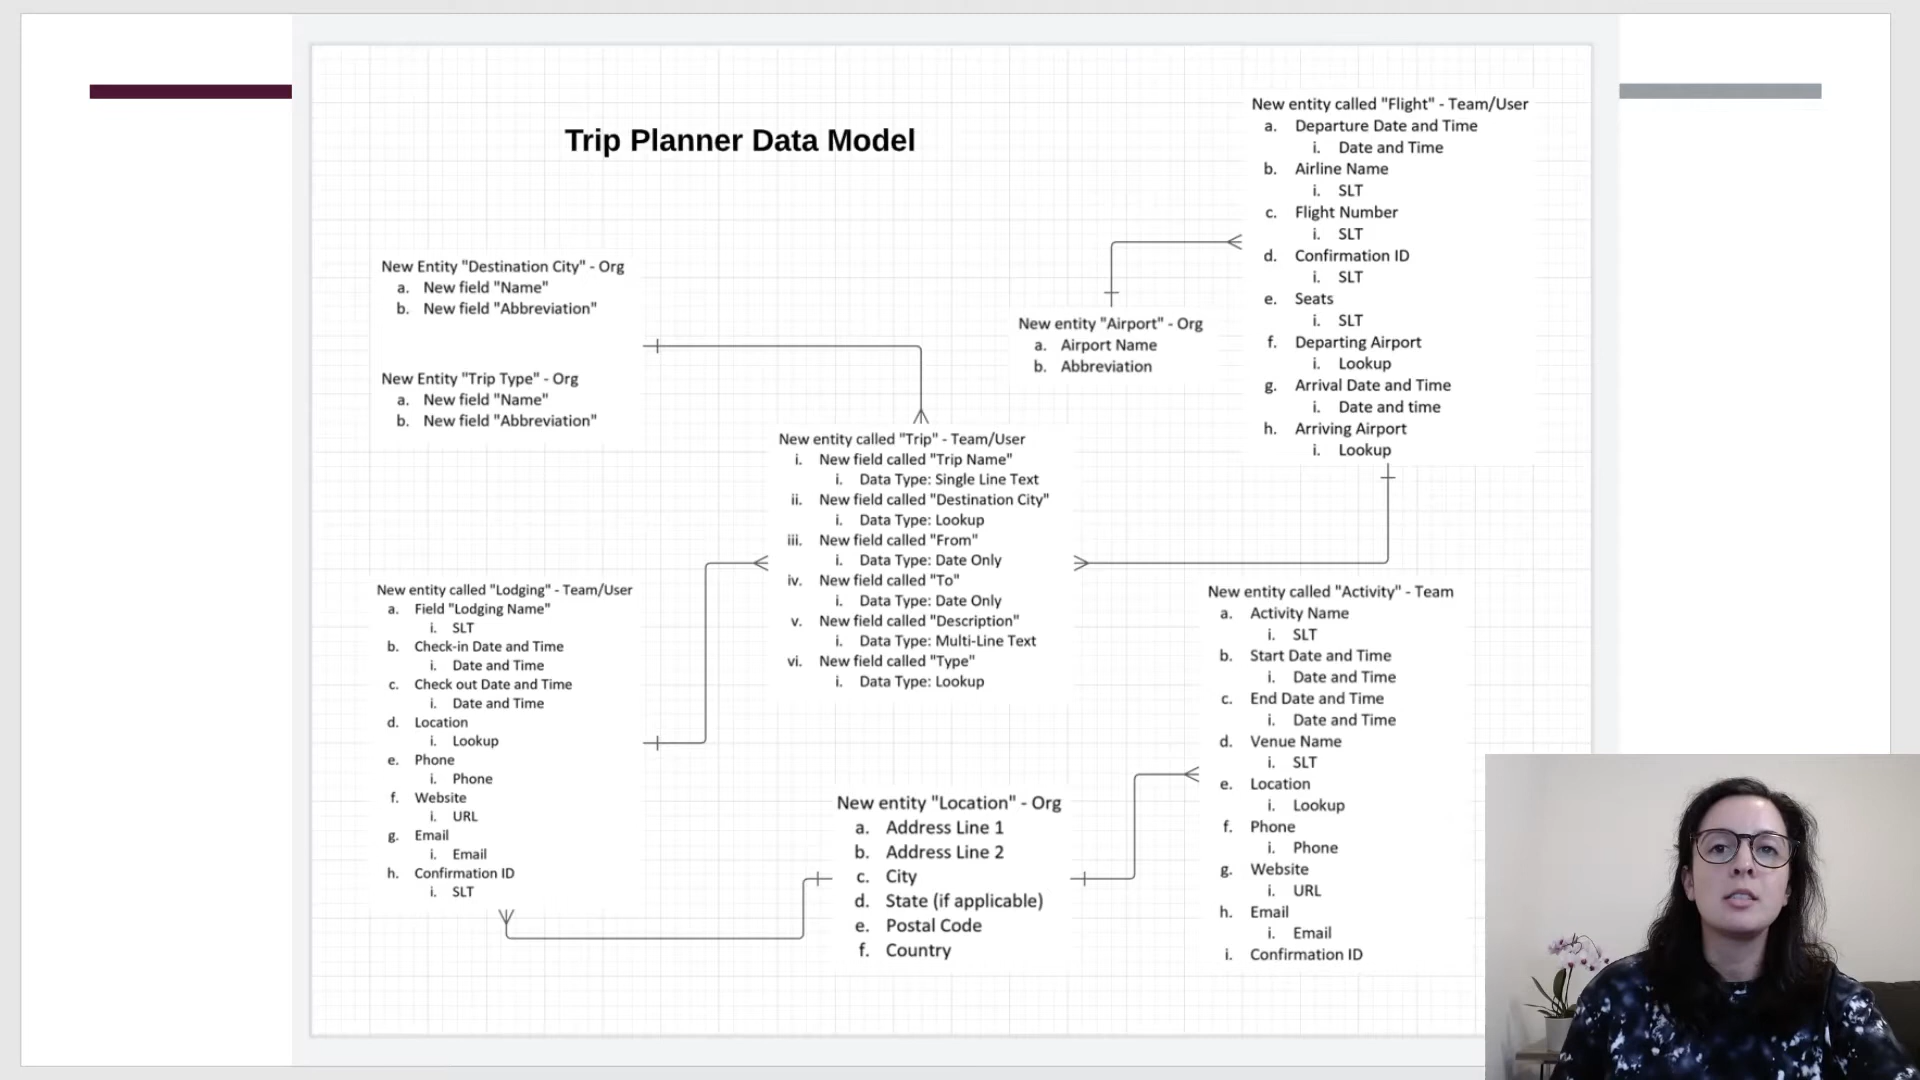 Trip Planner Data Model
New Entity "Destination City" - Org
a. New field "Name"
b. New field "Abbreviation"
New Entity "Trip Type" - Org
a. New field "Name"
b. New field "Abbreviation"
New entity called "Lodging" - Team/User
a. Field "Lodging Name"
i. SLT
b. Check-in Date and Time
i. Date and Time
c. Check out Date and Time
i. Date and Time
d. Location
i. Lookup
e. Phone
i. Phone
f. Website
i. URL
g. Email
i. Email
h. Confirmation ID
i. SLT
New entity called "Trip" - Team/User
i. New field called "Trip Name"
i. Data Type: Single Line Text
ii. New field called "Destination City"
i. Data Type: Lookup
iii. New field called "From"
i. Data Type: Date Only
iv. New field called "To"
i. Data Type: Date Only
v. New field called "Description"
i. Data Type: Multi-Line Text
vi. New field called "Type"
i. Data Type: Lookup
New entity "Location" - Org
a. Address Line 1
b. Address Line 2
c. City
d. State (if applicable)
e. Postal Code
f. Country
New entity "Airport" - Org
a. Airport Name
b. Abbreviation
New entity called "Flight" - Team/User
a. Departure Date and Time
i. Date and Time
b. Airline Name
i. SLT
c. Flight Number
i. SLT
d. Confirmation ID
i. SLT
e. Seats
i. SLT
f. Departing Airport
i. Lookup
g. Arrival Date and Time
i. Date and time
h. Arriving Airport
i. Lookup
New entity called "Activity" - Team
a. Activity Name
i. SLT
b. Start Date and Time
i. Date and Time
c. End Date and Time
i. Date and Time
d. Venue Name
i. SLT
e. Location
i. Lookup
f. Phone
i. Phone
g. Website
i. URL
h. Email
i. Email
i. Confirmation ID